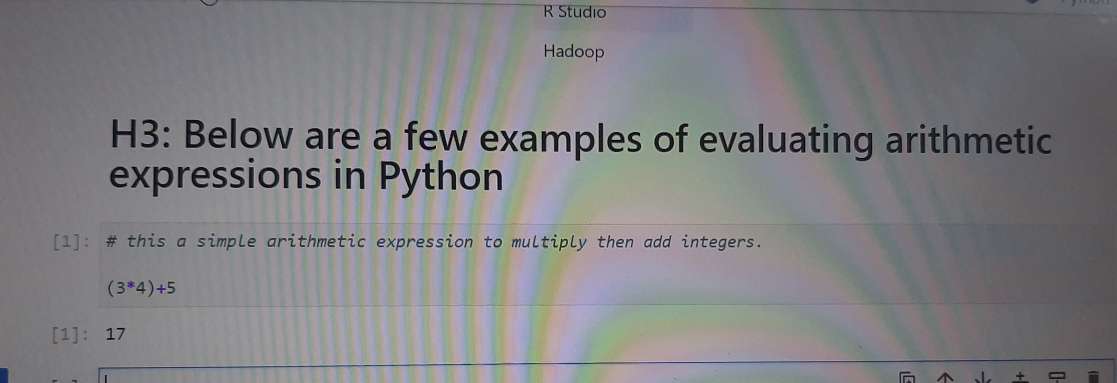 R Studio
Hadoop
H3: Below are a few examples of evaluating arithmetic
expressions in Python
[1]: # this a simple arithmetic expression to multiply then add integers.
(3*4)+5
[1]: 17